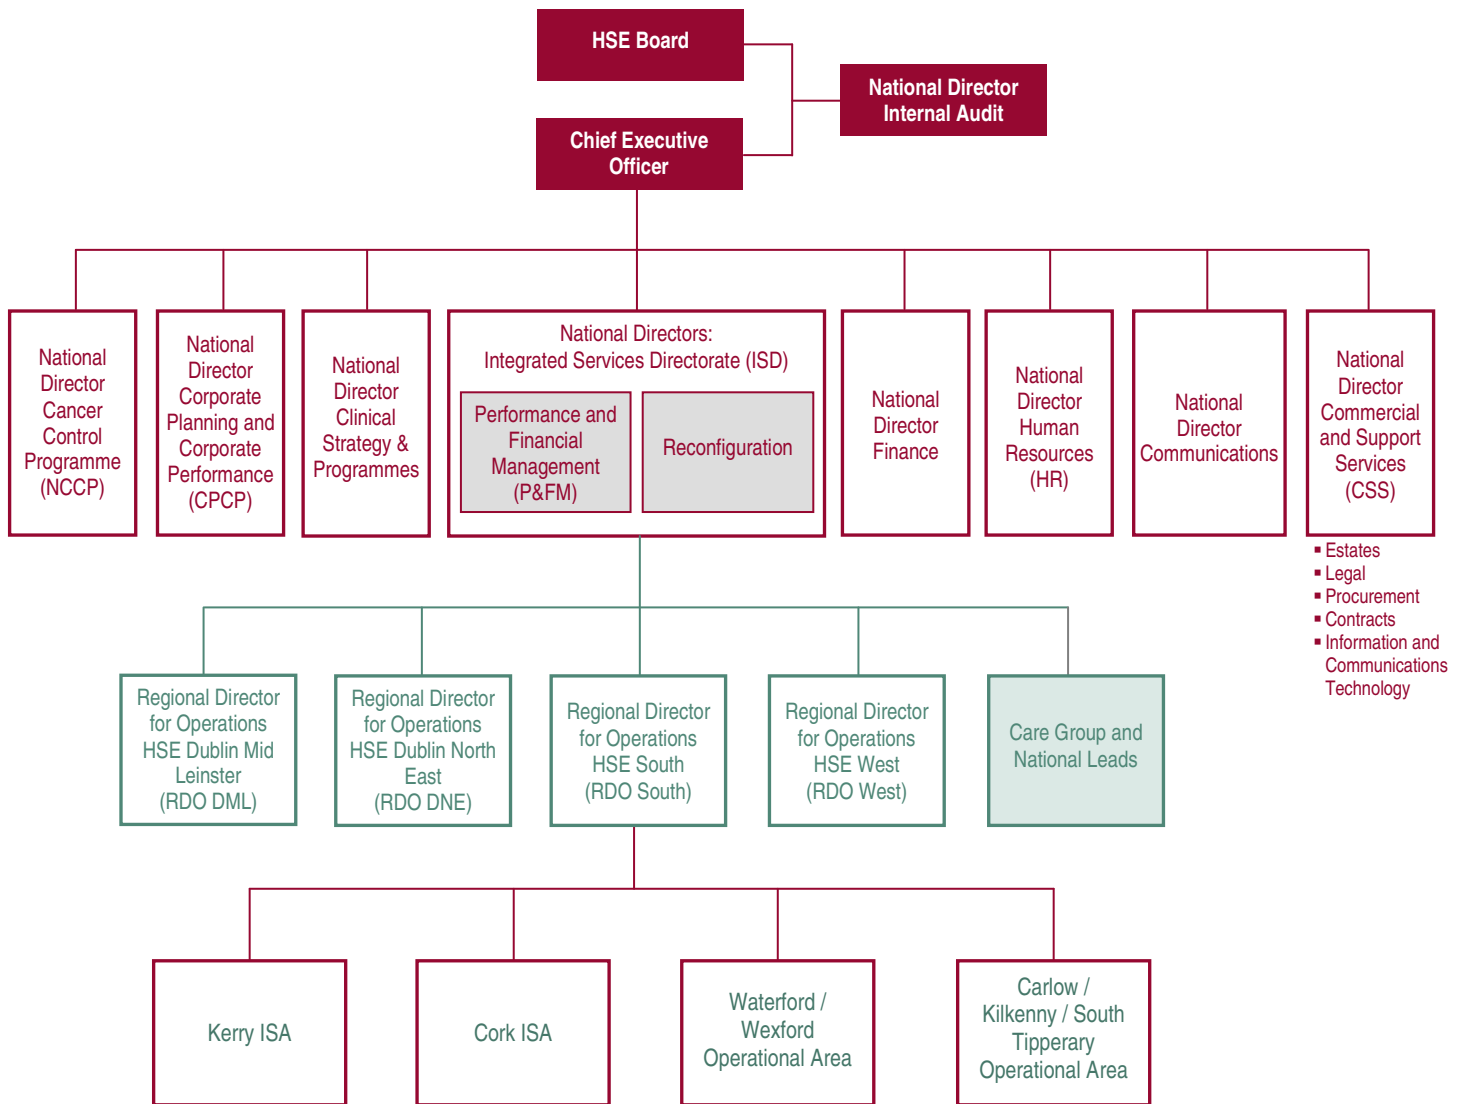 HSE Board
National Director
Internal Audit
Chief Executive
Officer
National
Director
Cancer
Control
Programme
(NCCP)
National
Director
Corporate
Planning and
Corporate
Performance
(CPCP)
National
Director
Clinical
Strategy &
Programmes
National Directors:
Integrated Services Directorate (ISD)
Performance and
Financial
Management
(P&FM)
Reconfiguration
National
Director
Finance
National
Director
Human
Resources
(HR)
National
Director
Communications
National
Director
Commercial
and Support
Services
(CSS)
▪ Estates
▪ Legal
▪ Procurement
▪ Contracts
▪ Information and
Communications
Technology
Regional Director
for Operations
HSE Dublin Mid
Leinster
(RDO DML)
Regional Director
for Operations
HSE Dublin North
East
(RDO DNE)
Regional Director
for Operations
HSE South
(RDO South)
Regional Director
for Operations
HSE West
(RDO West)
Care Group and
National Leads
Kerry ISA
Cork ISA
Waterford /
Wexford
Operational Area
Carlow /
Kilkenny / South
Tipperary
Operational Area